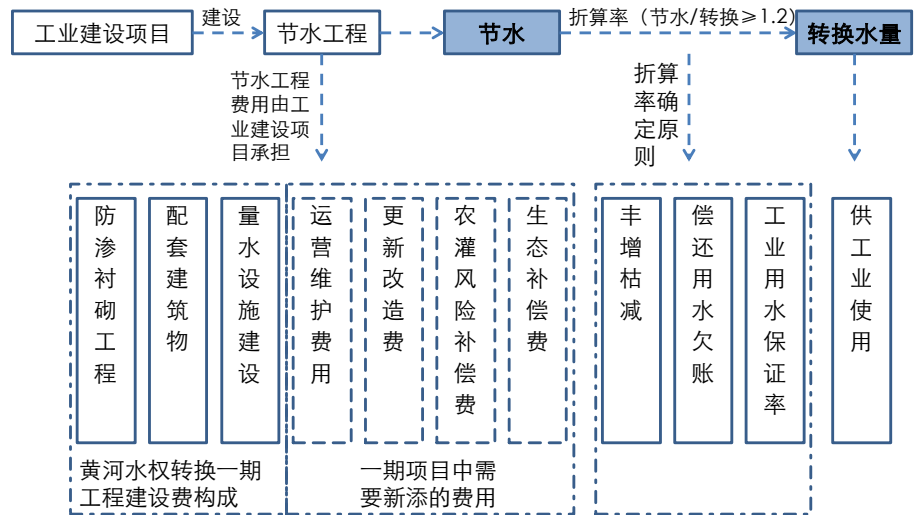 工业建设项目
建设
节水工程
节水
折算率（节水/转换≥1.2）
转换水量
节水工程
费用由工
业建设项
目承担
折算
率确
定原
则
防渗衬砌工程
配套建筑物
量水设施建设
运营维护费用
更新改造费
农灌风险补偿费
生态补偿费
丰增枯减
偿还用水欠账
工业用水保证率
供工业使用
黄河水权转换一期
工程建设费构成
一期项目中需
要新添的费用